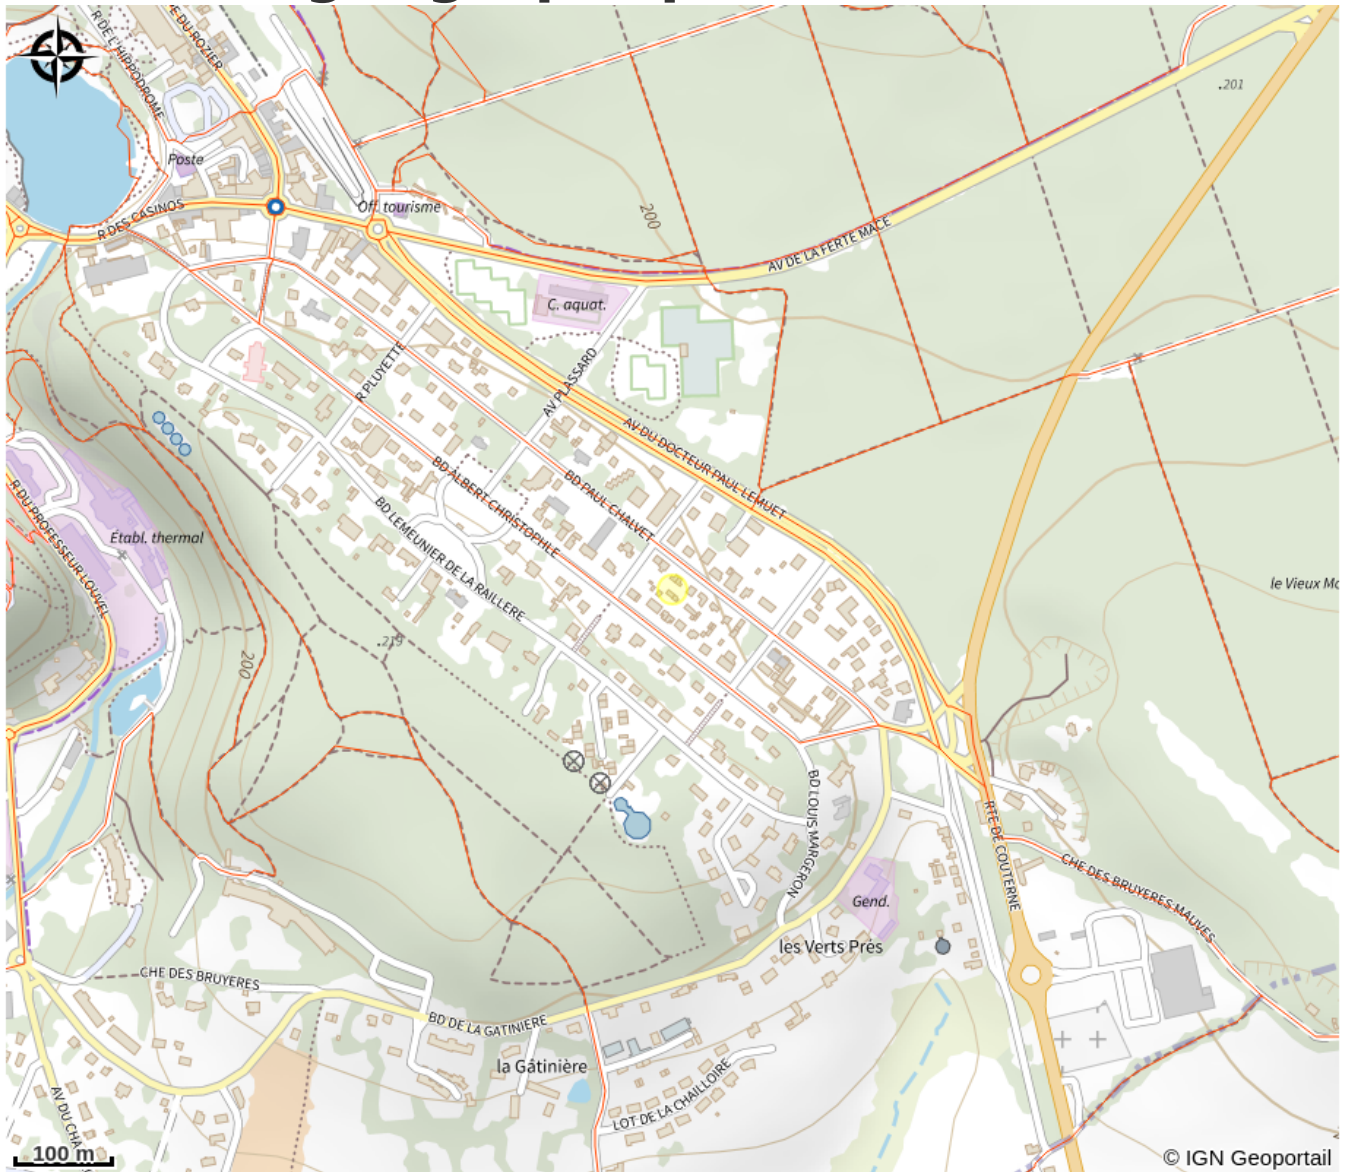 R DE L'HIPPODROME
E DU ROZIER
.201
Poste
R DES CASINOS
Off. tourisme
200
AV DE LA FERTE MACE
C. aquat.
R PLUYETTE
AV PLASSARD
AV DU DOCTEUR PAUL LEMUET
BD ALBERT CHRISTOPHLE
BD PAUL CHALVET
BD LEMEUNIER DE LA RAILLERE
R DU PROFESSEUR LOUVEL
Établ. thermal
le Vieux Mo
.219
200
BD LOUIS MARGERON
RTE DE COUTERNE
CHE DES BRUYERES MAUVES
Gend.
les Verts Prés
CHE DES BRUYERES
BD DE LA GATINIERE
la Gâtinière
LOT DE LA CHAILLOIRE
AV DU CHA
100 m
© IGN Geoportail